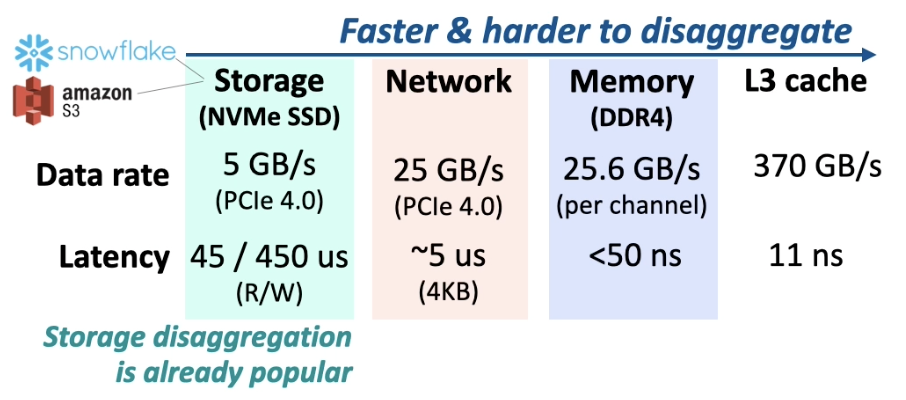 Faster & harder to disaggregate
snowflake
amazon
S3
Storage Network Memory L3 cache
(NVMe SSD) (DDR4)
Data rate 5 GB/s 25 GB/s 25.6 GB/s 370 GB/s
(PCIe 4.0) (PCIe 4.0) (per channel)
Latency 45 / 450 us ~5 us <50 ns 11 ns
(R/W) (4KB)
Storage disaggregation
is already popular